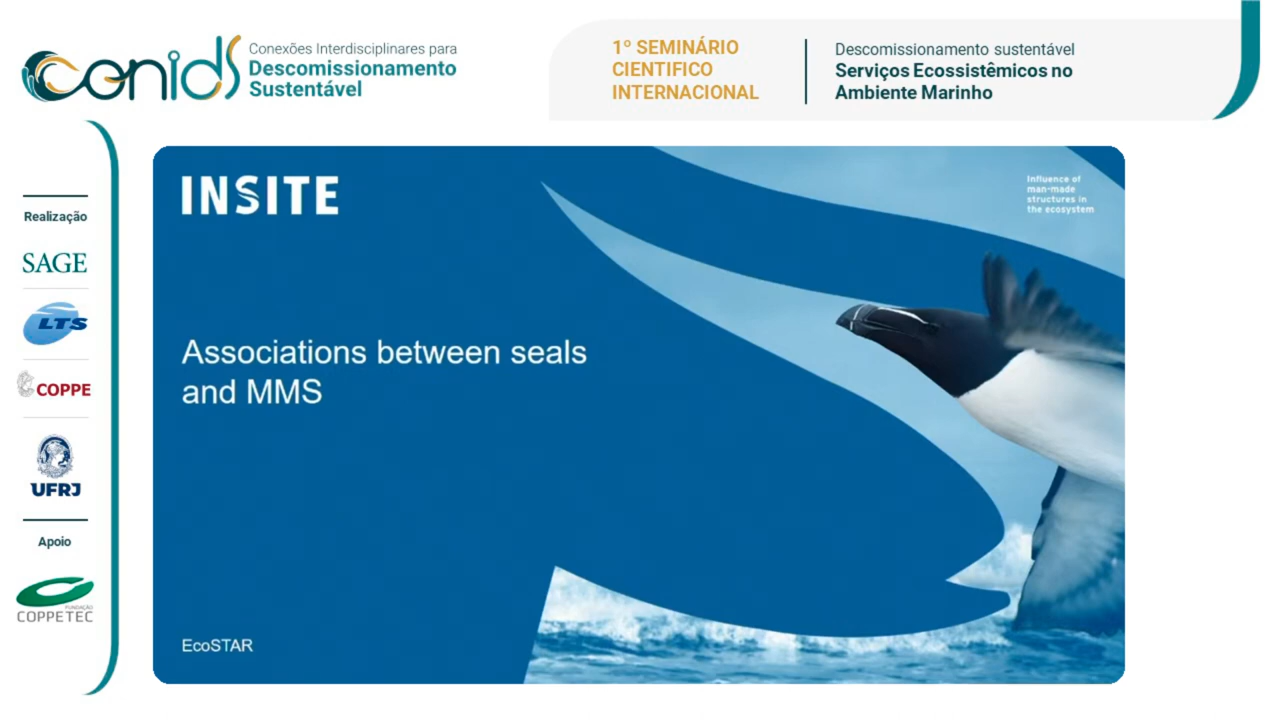 conids
Conexões Interdisciplinares para
Descomissionamento
Sustentável
1º SEMINÁRIO
CIENTIFICO
INTERNACIONAL
Descomissionamento sustentável
Serviços Ecossistêmicos no
Ambiente Marinho
Realização
SAGE
LTS
COPPE
UFRJ
Apoio
FUNDAÇÃO
COPPETEC
INSITE
Influence of
man-made
structures in
the ecosystem
Associations between seals
and MMS
EcoSTAR